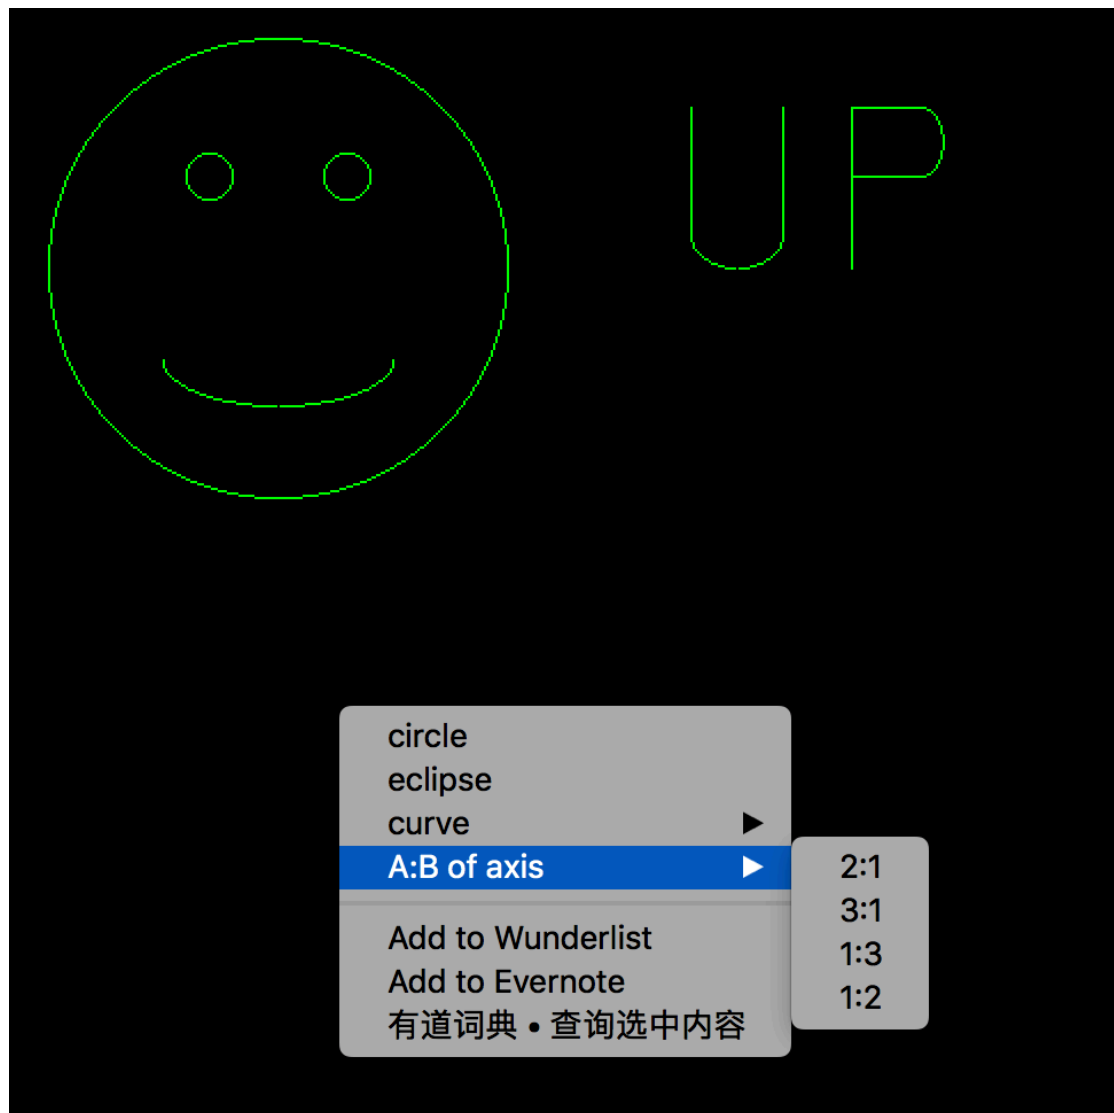 UP
circle
eclipse
curve
A:B of axis
2:1
3:1
1:3
1:2
Add to Wunderlist
Add to Evernote
有道词典 • 查询选中内容